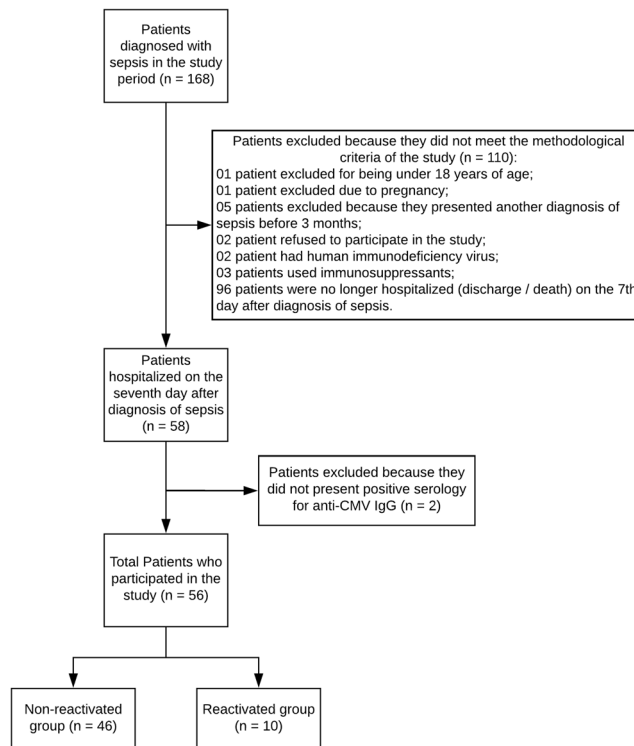 Patients
diagnosed with
sepsis in the study
period (n = 168)
Patients excluded because they did not meet the methodological
criteria of the study (n = 110):
01 patient excluded for being under 18 years of age;
01 patient excluded due to pregnancy;
05 patients excluded because they presented another diagnosis of
sepsis before 3 months;
02 patient refused to participate in the study;
02 patient had human immunodeficiency virus;
03 patients used immunosuppressants;
96 patients were no longer hospitalized (discharge / death) on the 7th
day after diagnosis of sepsis.
Patients
hospitalized on the
seventh day after
diagnosis of sepsis
(n = 58)
Patients excluded because they
did not present positive serology
for anti-CMV IgG (n = 2)
Total Patients who
participated in the
study (n = 56)
Non-reactivated
group (n = 46)
Reactivated group
(n = 10)